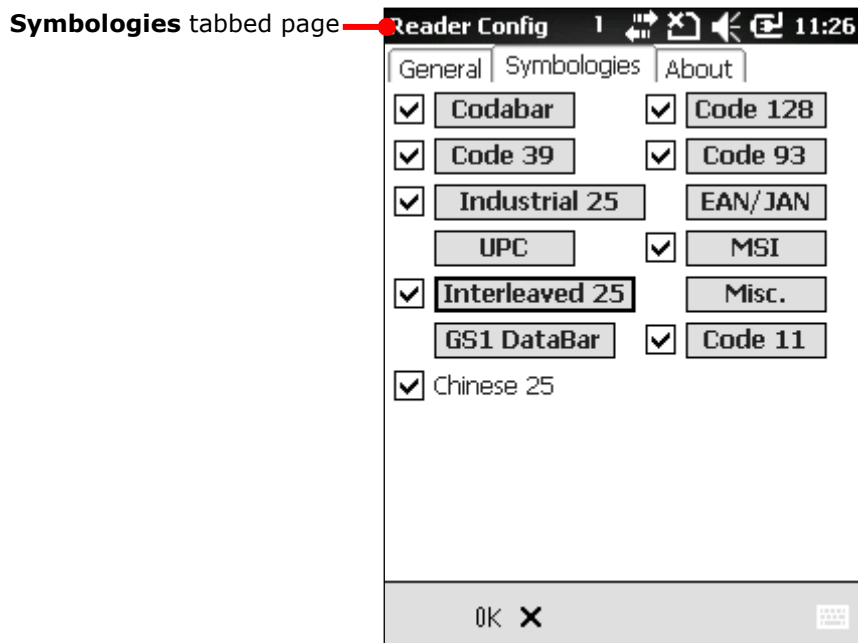 Symbologies tabbed page
Reader Config 1 11:26
General Symbologies About
Codabar Code 128
Code 39 Code 93
Industrial 25 EAN/JAN
UPC MSI
Interleaved 25 Misc.
GS1 DataBar Code 11
Chinese 25
OK